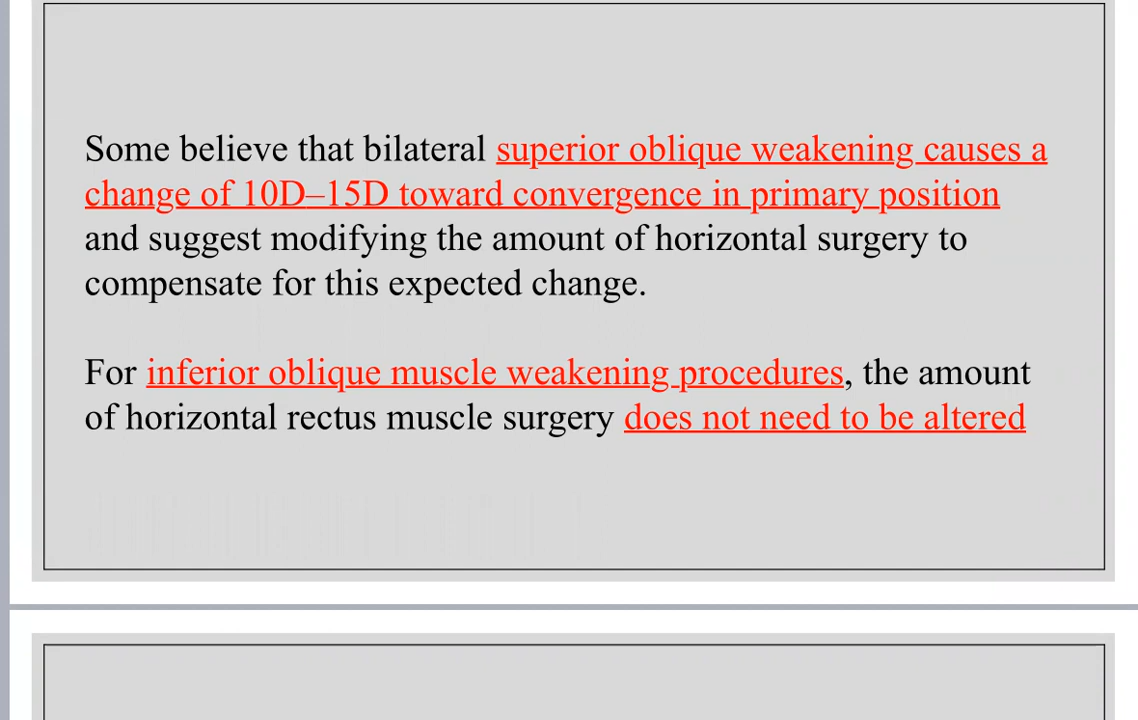 Some believe that bilateral superior oblique weakening causes a
change of 10D–15D toward convergence in primary position
and suggest modifying the amount of horizontal surgery to
compensate for this expected change.
For inferior oblique muscle weakening procedures, the amount
of horizontal rectus muscle surgery does not need to be altered